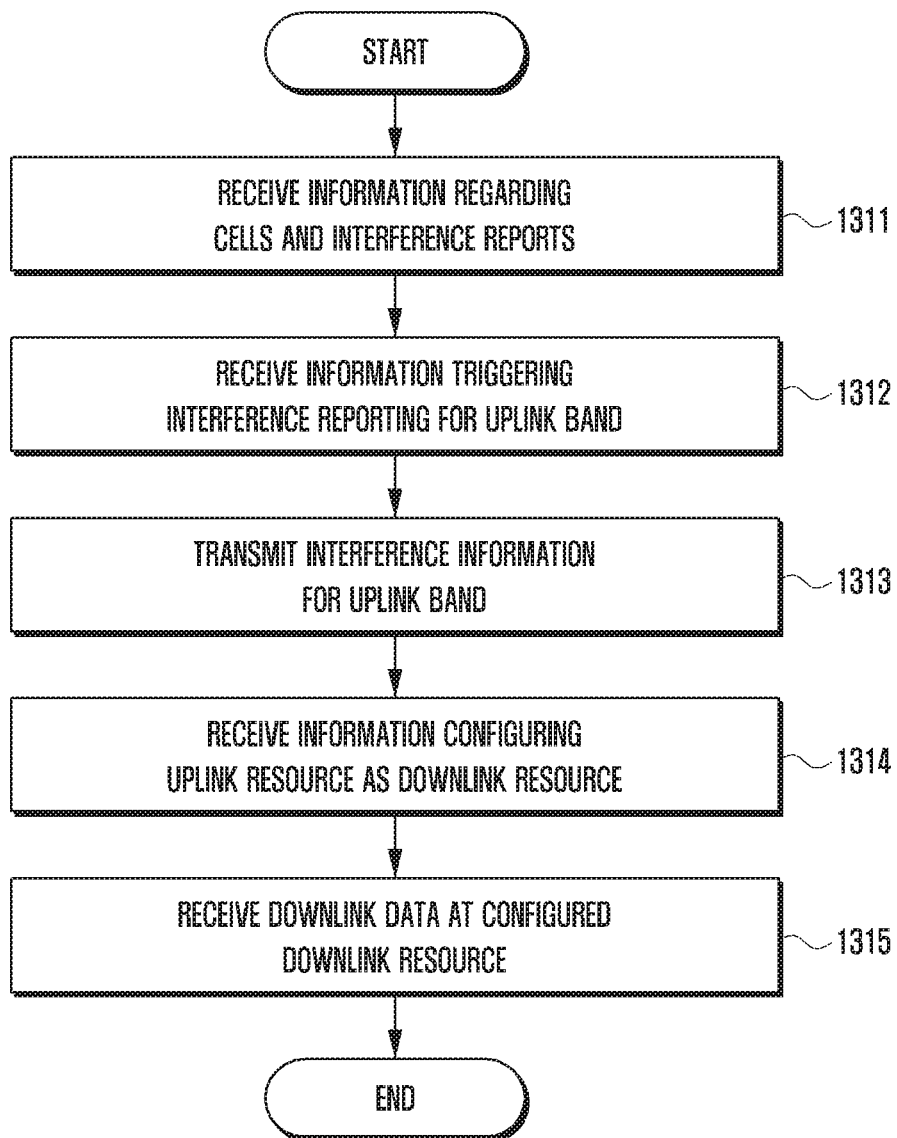 START
RECEIVE INFORMATION REGARDING
CELLS AND INTERFERENCE REPORTS
1311
RECEIVE INFORMATION TRIGGERING
INTERFERENCE REPORTING FOR UPLINK BAND
1312
TRANSMIT INTERFERENCE INFORMATION
FOR UPLINK BAND
1313
RECEIVE INFORMATION CONFIGURING
UPLINK RESOURCE AS DOWNLINK RESOURCE
1314
RECEIVE DOWNLINK DATA AT CONFIGURED
DOWNLINK RESOURCE
1315
END